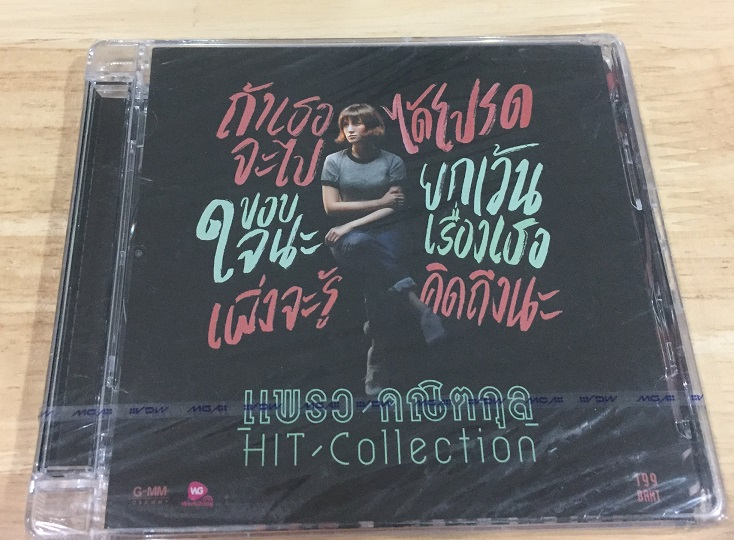 ถ้าเธอ
จะไป
ได้โปรด
ขอบ
ใจนะ
ยกเว้น
เรื่องเธอ
เพิ่งจะรู้
คิดถึงนะ
แพรว คณิตกุล
HIT-Collection
G-MM
WG
199
BAHT